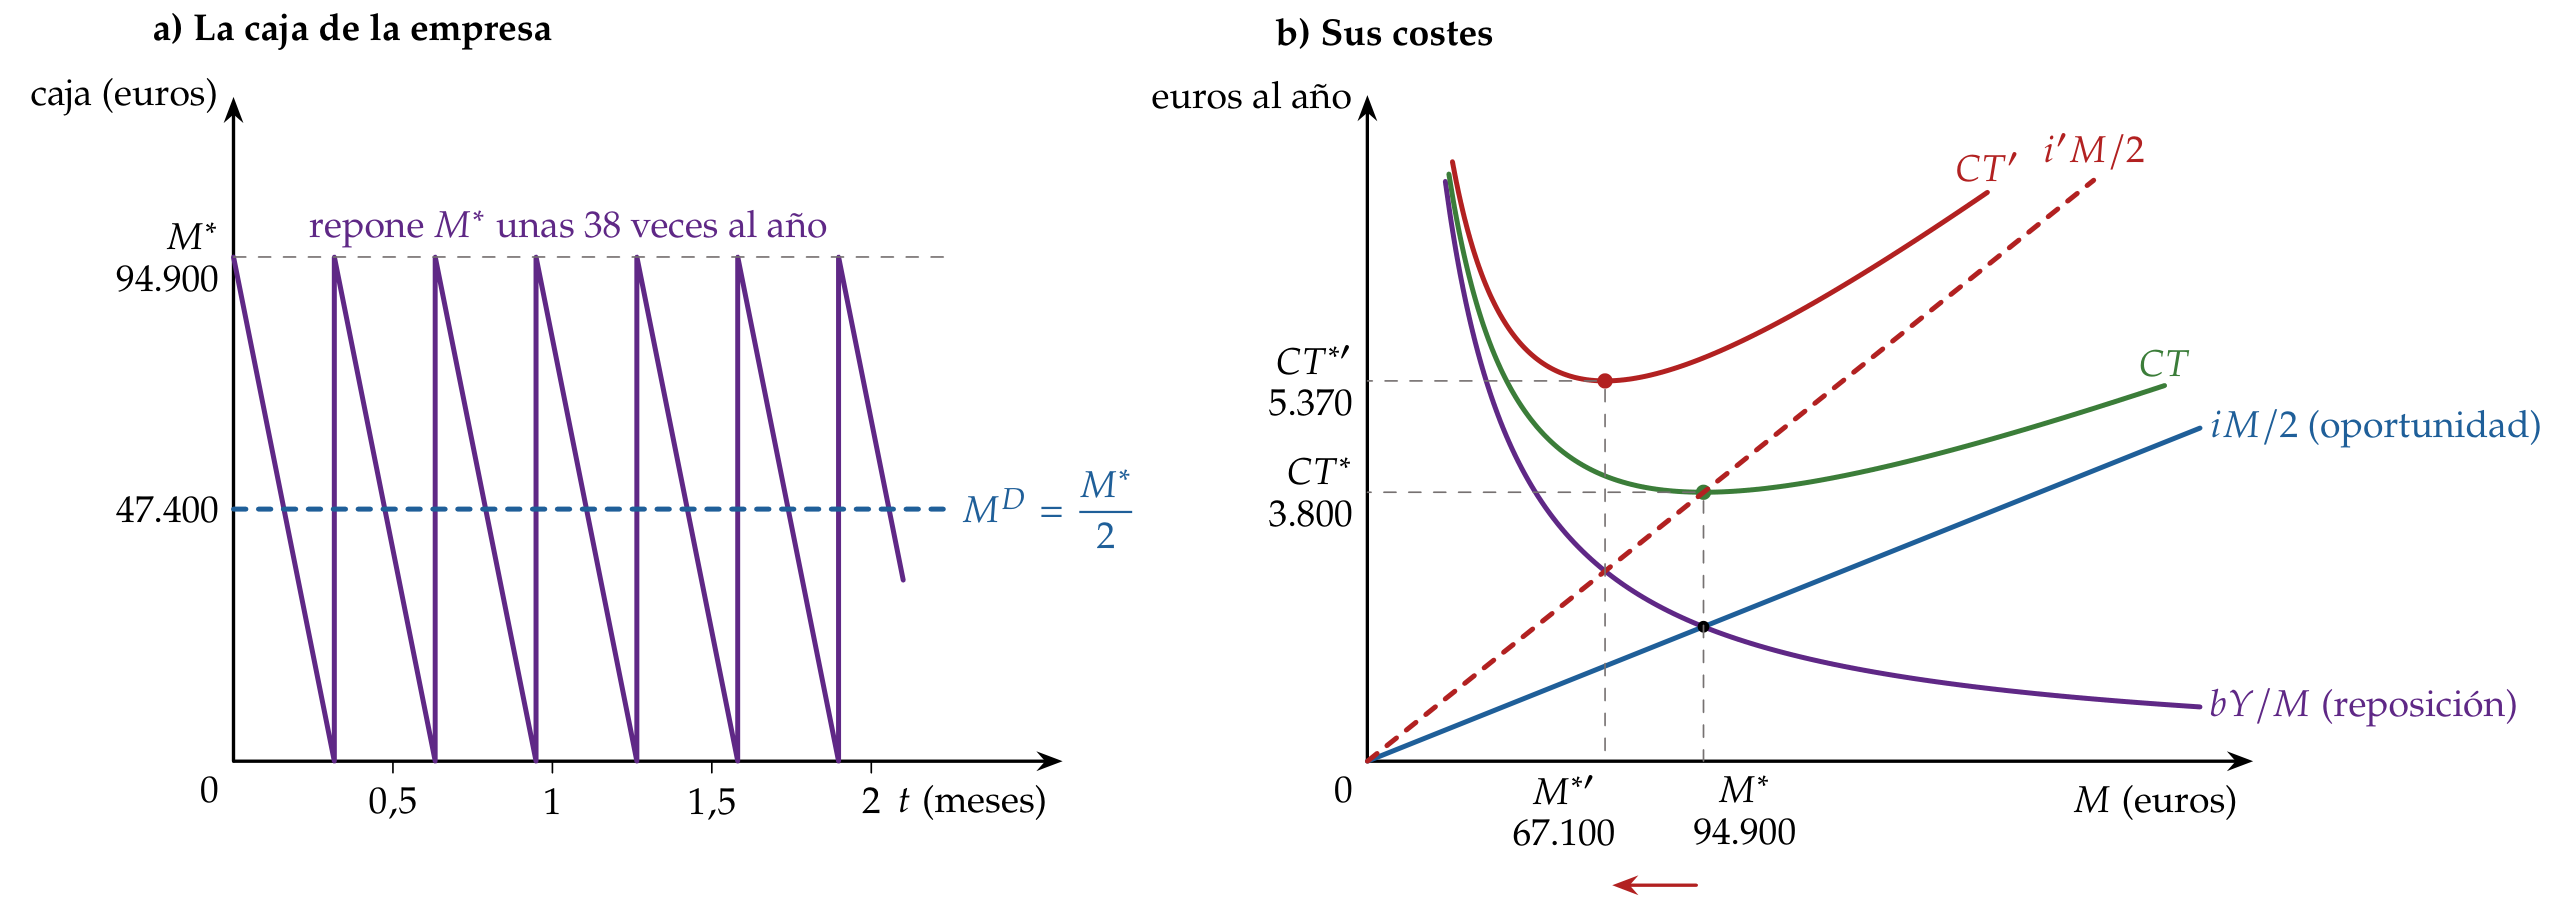 a) La caja de la empresa
caja (euros)
repone M* unas 38 veces al año
M*
94.900
47.400
M^D = M*/2
0
0,5
1
1,5
2
t (meses)
b) Sus costes
euros al año
CT′
i′M/2
CT*′
5.370
CT
iM/2 (oportunidad)
CT*
3.800
bY/M (reposición)
0
M*′
67.100
M*
94.900
M (euros)